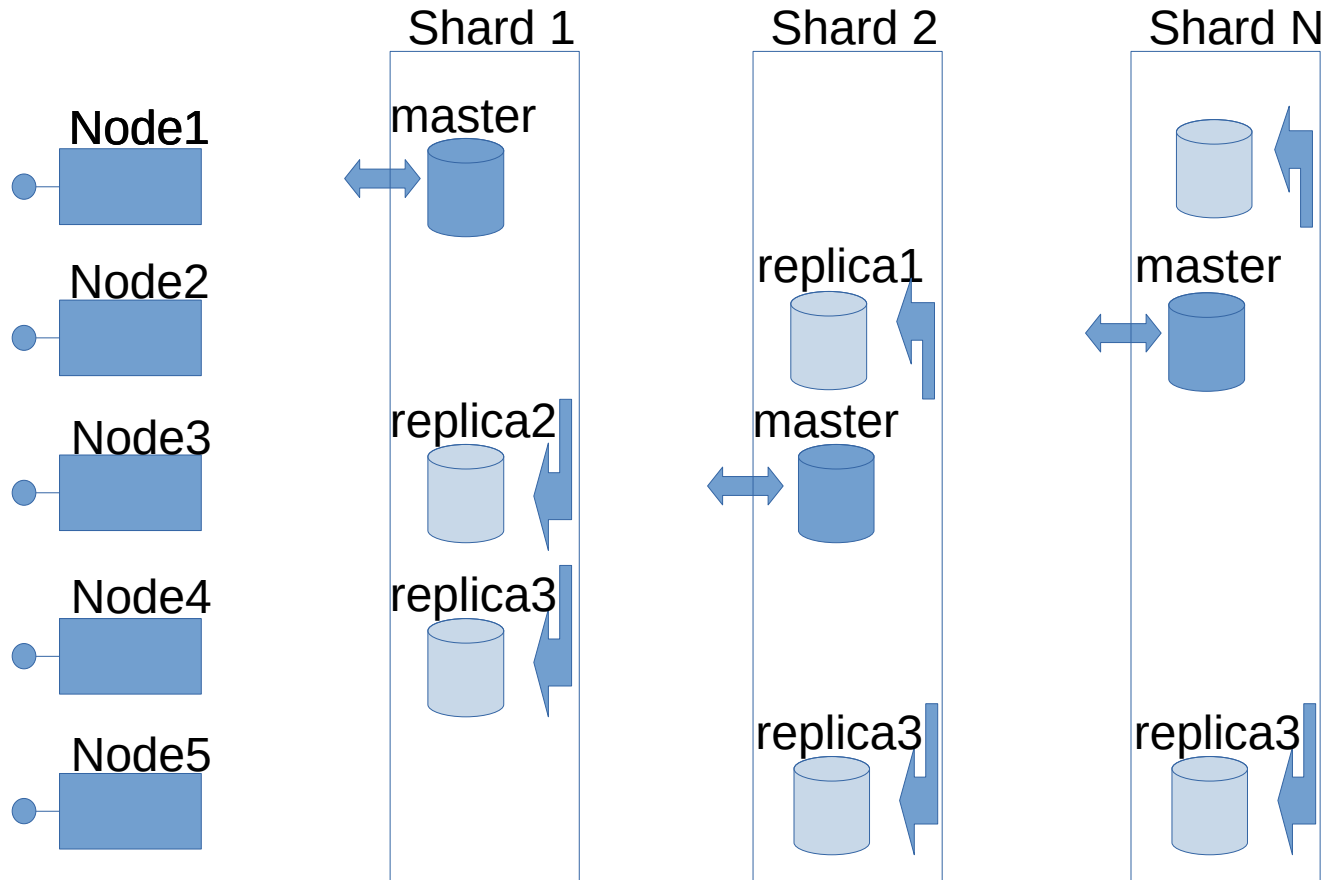 Shard 1
Shard 2
Shard N
Node1
master
Node2
replica1
master
Node3
replica2
master
Node4
replica3
Node5
replica3
replica3